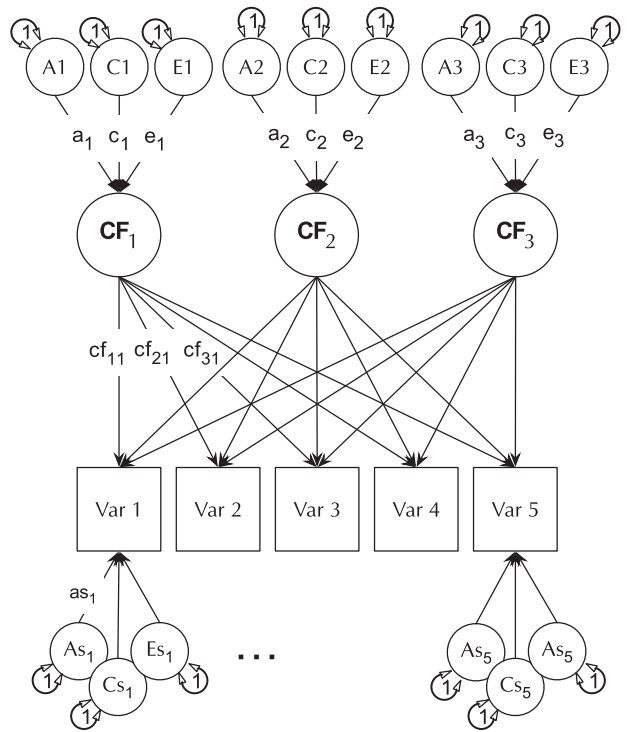 1 1 1 1 1 1 1 1 1
A1 C1 E1 A2 C2 E2 A3 C3 E3
a1 c1 e1 a2 c2 e2 a3 c3 e3
CF1 CF2 CF3
cf11 cf21 cf31
Var 1 Var 2 Var 3 Var 4 Var 5
as1
As1 Es1 ... As5 As5
Cs1 Cs5
1 1 1 1
1 1